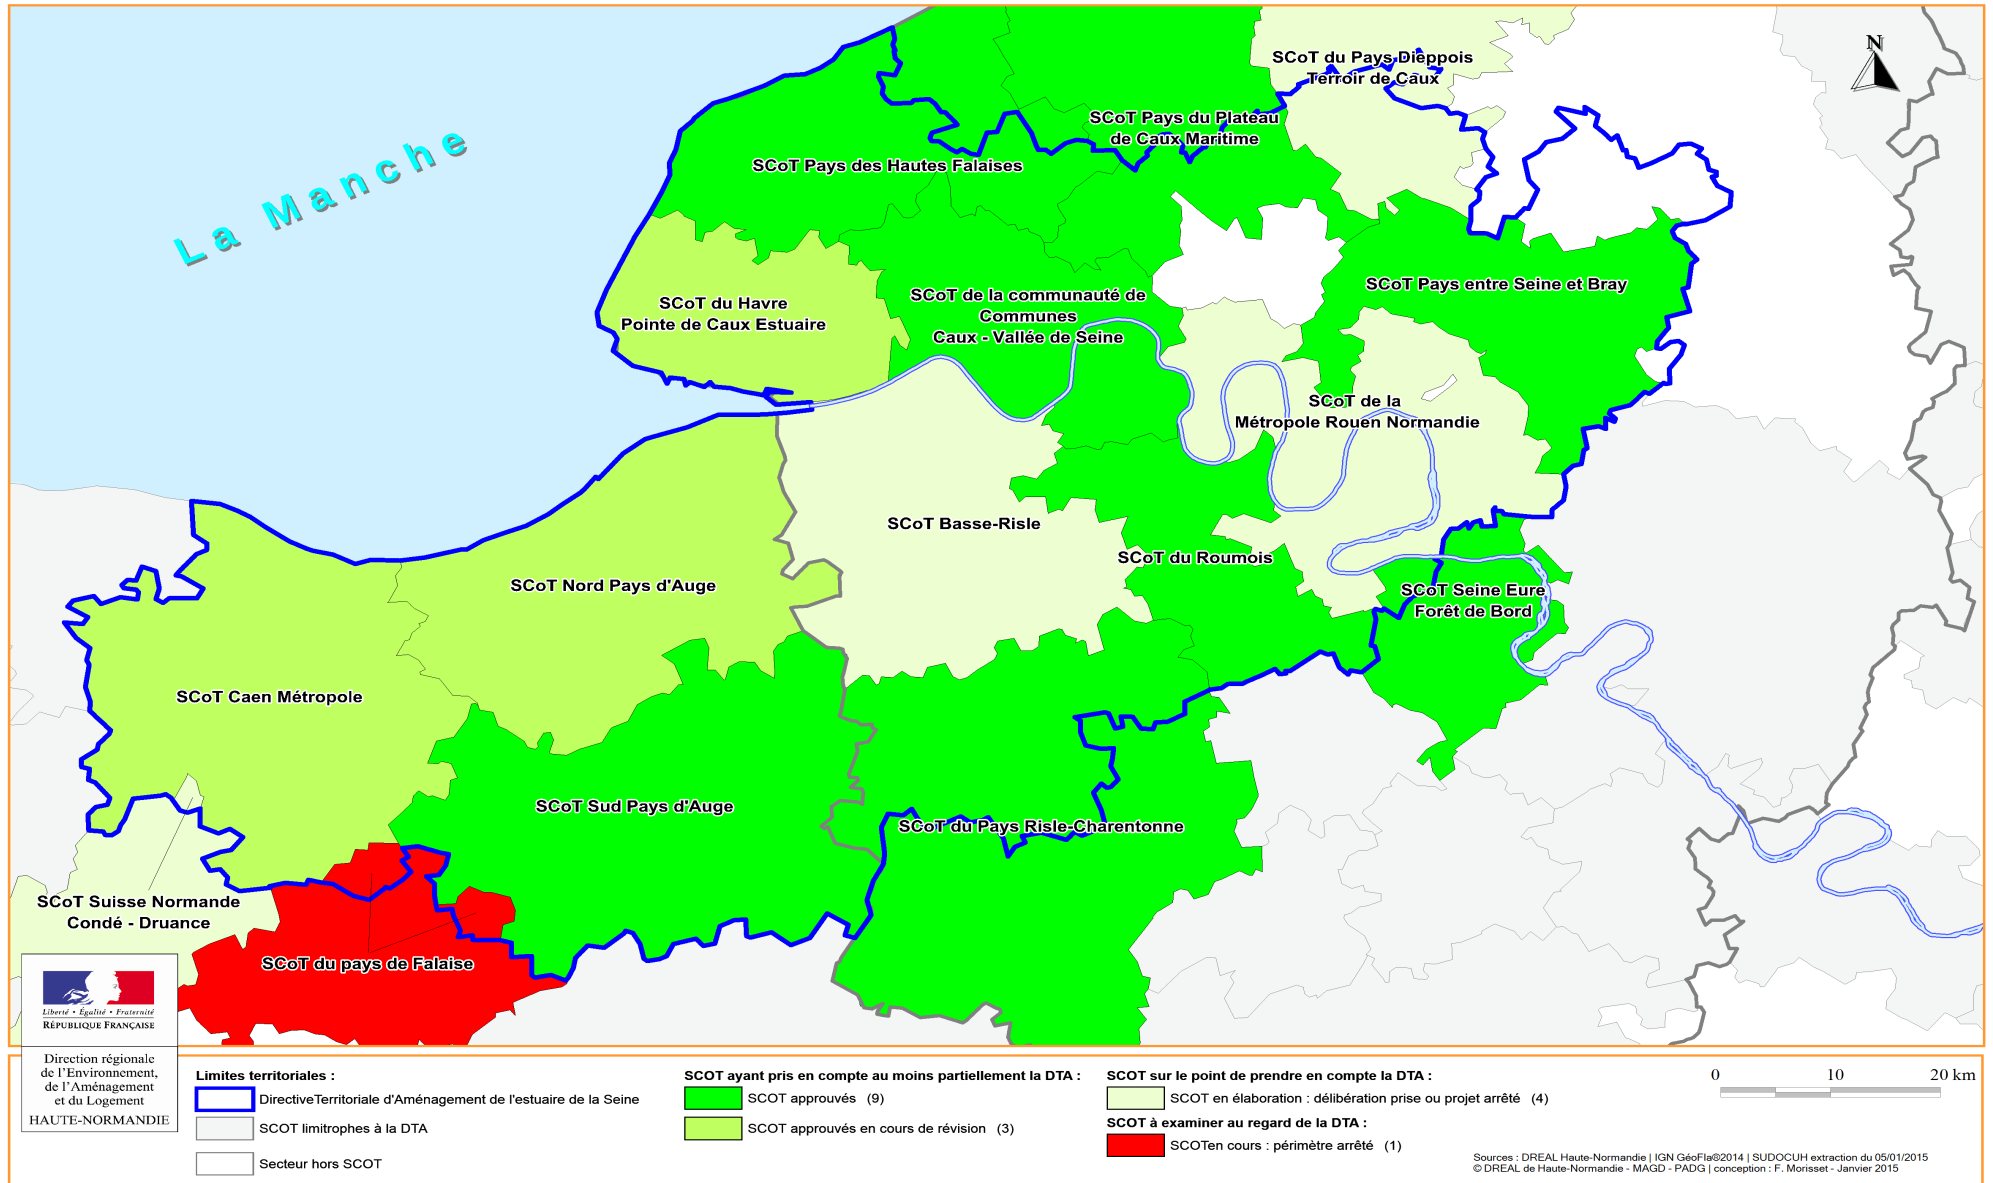 N
SCoT du Pays Dieppois
Terroir de Caux
SCoT Pays du Plateau
de Caux Maritime
La Manche
SCoT Pays des Hautes Falaises
SCoT Pays entre Seine et Bray
SCoT du Havre
Pointe de Caux Estuaire
SCoT de la communauté de
Communes
Caux - Vallée de Seine
SCoT de la
Métropole Rouen Normandie
SCoT Basse-Risle
SCoT du Roumois
SCoT Nord Pays d'Auge
SCoT Seine Eure
Forêt de Bord
SCoT Caen Métropole
SCoT Sud Pays d'Auge
SCoT du Pays Risle-Charentonne
SCoT Suisse Normande
Condé - Druance
SCoT du pays de Falaise
Liberté • Égalité • Fraternité
RÉPUBLIQUE FRANÇAISE
Direction régionale
de l'Environnement,
de l'Aménagement
et du Logement
HAUTE-NORMANDIE
Limites territoriales :
DirectiveTerritoriale d'Aménagement de l'estuaire de la Seine
SCOT limitrophes à la DTA
Secteur hors SCOT
SCOT ayant pris en compte au moins partiellement la DTA :
SCOT approuvés (9)
SCOT approuvés en cours de révision (3)
SCOT sur le point de prendre en compte la DTA :
SCOT en élaboration : délibération prise ou projet arrêté (4)
SCOT à examiner au regard de la DTA :
SCOTen cours : périmètre arrêté (1)
0 10 20 km
Sources : DREAL Haute-Normandie | IGN GéoFla®2014 | SUDOCUH extraction du 05/01/2015
© DREAL de Haute-Normandie - MAGD - PADG | conception : F. Morisset - Janvier 2015